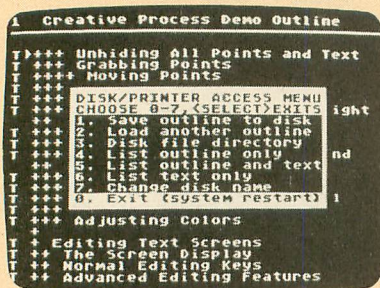 1 Creative Process Demo Outline
T)+++ Unhiding All Points and Text
T +++ Grabbing Points
T ++++ Moving Points
T +++
T +++ DISK/PRINTER ACCESS MENU
T +++ CHOOSE 0-7,<SELECT>EXITS ight
+++ 1. Save outline to disk
T +++ 2. Load another outline
T +++ 3. Disk file directory
T +++ 4. List outline only nd
T +++ 5. List outline and text
T +++ 6. List text only
T +++ 7. Change disk name
T +++ 0. Exit (system restart) l
+++
T +++ Adjusting Colors
+
T + Editing Text Screens
T ++ The Screen Display
T ++ Normal Editing Keys
T ++ Advanced Editing Features